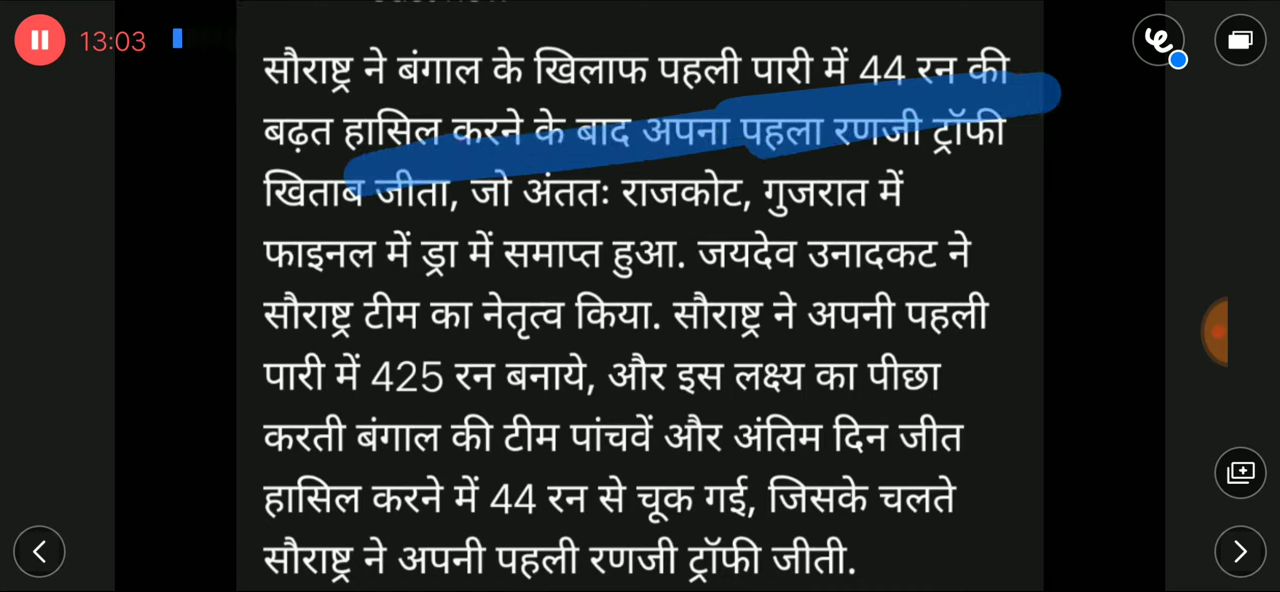 13:03
सौराष्ट्र ने बंगाल के खिलाफ पहली पारी में 44 रन की
बढ़त हासिल करने के बाद अपना पहला रणजी ट्रॉफी
खिताब जीता, जो अंततः राजकोट, गुजरात में
फाइनल में ड्रा में समाप्त हुआ. जयदेव उनादकट ने
सौराष्ट्र टीम का नेतृत्व किया. सौराष्ट्र ने अपनी पहली
पारी में 425 रन बनाये, और इस लक्ष्य का पीछा
करती बंगाल की टीम पांचवें और अंतिम दिन जीत
हासिल करने में 44 रन से चूक गई, जिसके चलते
सौराष्ट्र ने अपनी पहली रणजी ट्रॉफी जीती.